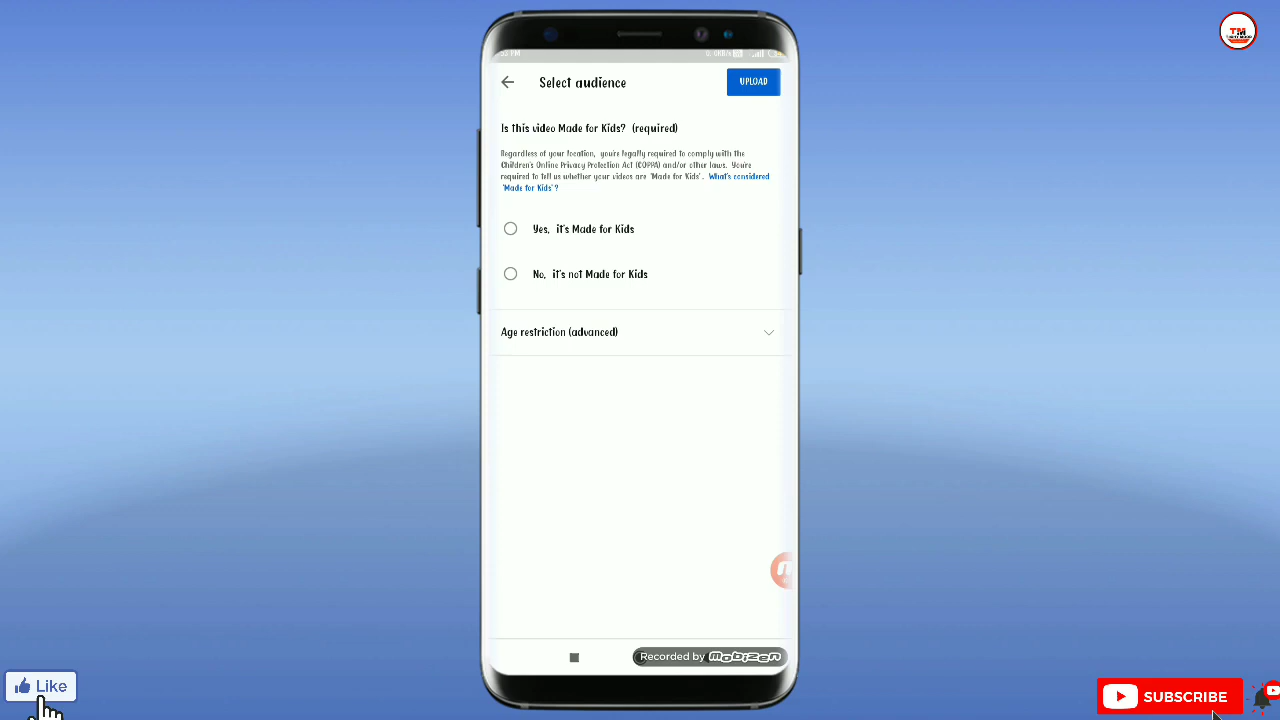 TM
Select audience
UPLOAD
Is this video Made for Kids? (required)
Regardless of your location, you're legally required to comply with the
Children's Online Privacy Protection Act (COPPA) and/or other laws. You're
required to tell us whether your videos are 'Made for Kids'. What's considered
'Made for Kids'?
Yes, it's Made for Kids
No, it's not Made for Kids
Age restriction (advanced)
Recorded by mobizen
Like
SUBSCRIBE